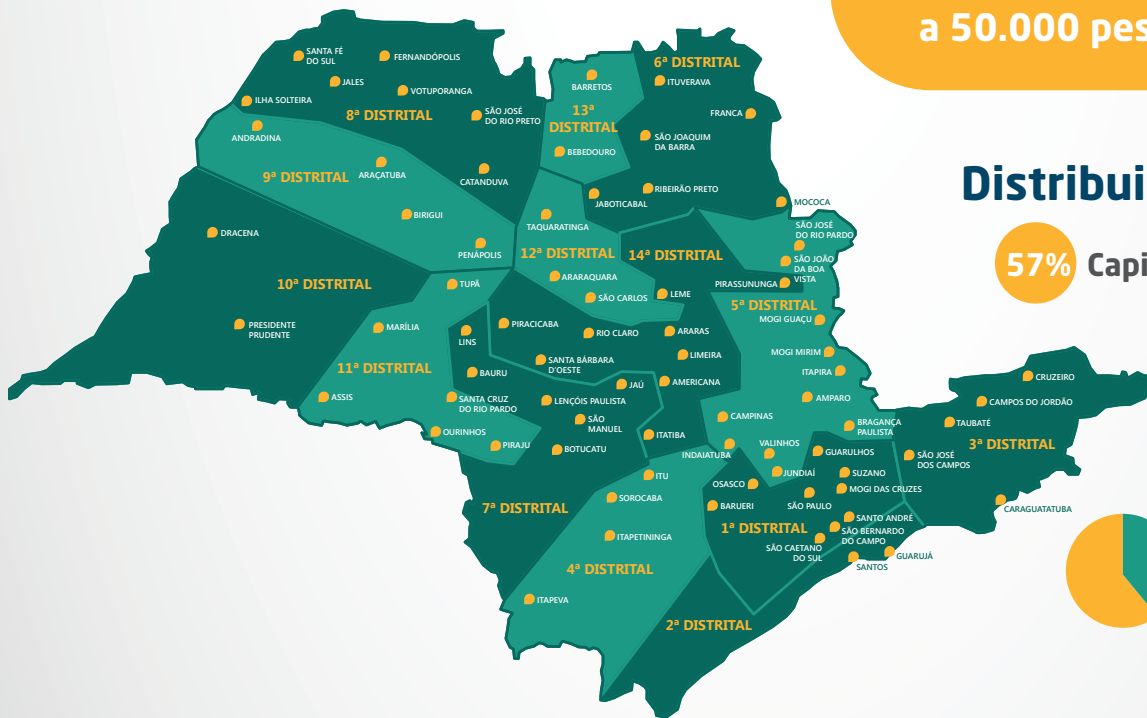 a 50.000 pes
Distribui
57% Capi
SANTA FÉ
DO SUL
FERNANDÓPOLIS
JALES
VOTUPORANGA
ILHA SOLTEIRA
8ª DISTRITAL
SÃO JOSÉ
DO RIO PRETO
CATANDUVA
ANDRADINA
9ª DISTRITAL
ARAÇATUBA
BIRIGUI
PENÁPOLIS
BARRETOS
13ª
DISTRITAL
BEBEDOURO
6ª DISTRITAL
ITUVERAVA
FRANCA
SÃO JOAQUIM
DA BARRA
RIBEIRÃO PRETO
JABOTICABAL
MOCOCA
SÃO JOSÉ
DO RIO PARDO
SÃO JOÃO
DA BOA
VISTA
TAQUARATINGA
12ª DISTRITAL
ARARAQUARA
SÃO CARLOS
14ª DISTRITAL
PIRASSUNUNGA
LEME
5ª DISTRITAL
MOGI GUAÇU
MOGI MIRIM
ITAPIRA
AMPARO
BRAGANÇA
PAULISTA
CAMPINAS
INDAIATUBA
VALINHOS
JUNDIAÍ
DRACENA
10ª DISTRITAL
PRESIDENTE
PRUDENTE
TUPÃ
MARÍLIA
11ª DISTRITAL
ASSIS
SANTA CRUZ
DO RIO PARDO
OURINHOS
PIRAJU
LINS
BAURU
PIRACICABA
RIO CLARO
ARARAS
LIMEIRA
SANTA BÁRBARA
D'OESTE
AMERICANA
JAÚ
LENÇÓIS PAULISTA
SÃO
MANUEL
BOTUCATU
ITATIBA
7ª DISTRITAL
ITU
SOROCABA
ITAPETININGA
4ª DISTRITAL
ITAPEVA
GUARULHOS
OSASCO
SUZANO
MOGI DAS CRUZES
BARUERI
SÃO PAULO
1ª DISTRITAL
SANTO ANDRÉ
SÃO BERNARDO
DO CAMPO
SÃO CAETANO
DO SUL
GUARUJÁ
SANTOS
2ª DISTRITAL
CRUZEIRO
CAMPOS DO JORDÃO
TAUBATÉ
3ª DISTRITAL
SÃO JOSÉ
DOS CAMPOS
CARAGUATATUBA